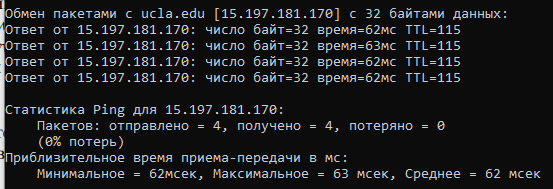 Обмен пакетами с ucla.edu [15.197.181.170] с 32 байтами данных:
Ответ от 15.197.181.170: число байт=32 время=62мс TTL=115
Ответ от 15.197.181.170: число байт=32 время=63мс TTL=115
Ответ от 15.197.181.170: число байт=32 время=62мс TTL=115
Ответ от 15.197.181.170: число байт=32 время=62мс TTL=115
Статистика Ping для 15.197.181.170:
Пакетов: отправлено = 4, получено = 4, потеряно = 0
(0% потерь)
Приблизительное время приема-передачи в мс:
Минимальное = 62мсек, Максимальное = 63 мсек, Среднее = 62 мсек